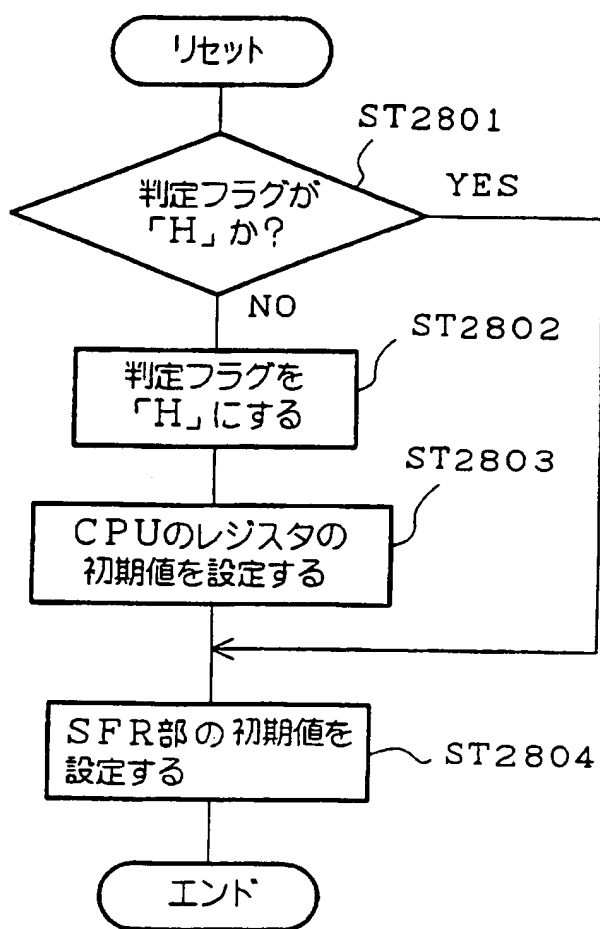 リセット
ST2801
判定フラグが
「H」か?
YES
NO
ST2802
判定フラグを
「H」にする
ST2803
CPUのレジスタの
初期値を設定する
SFR部の初期値を
設定する
ST2804
エンド